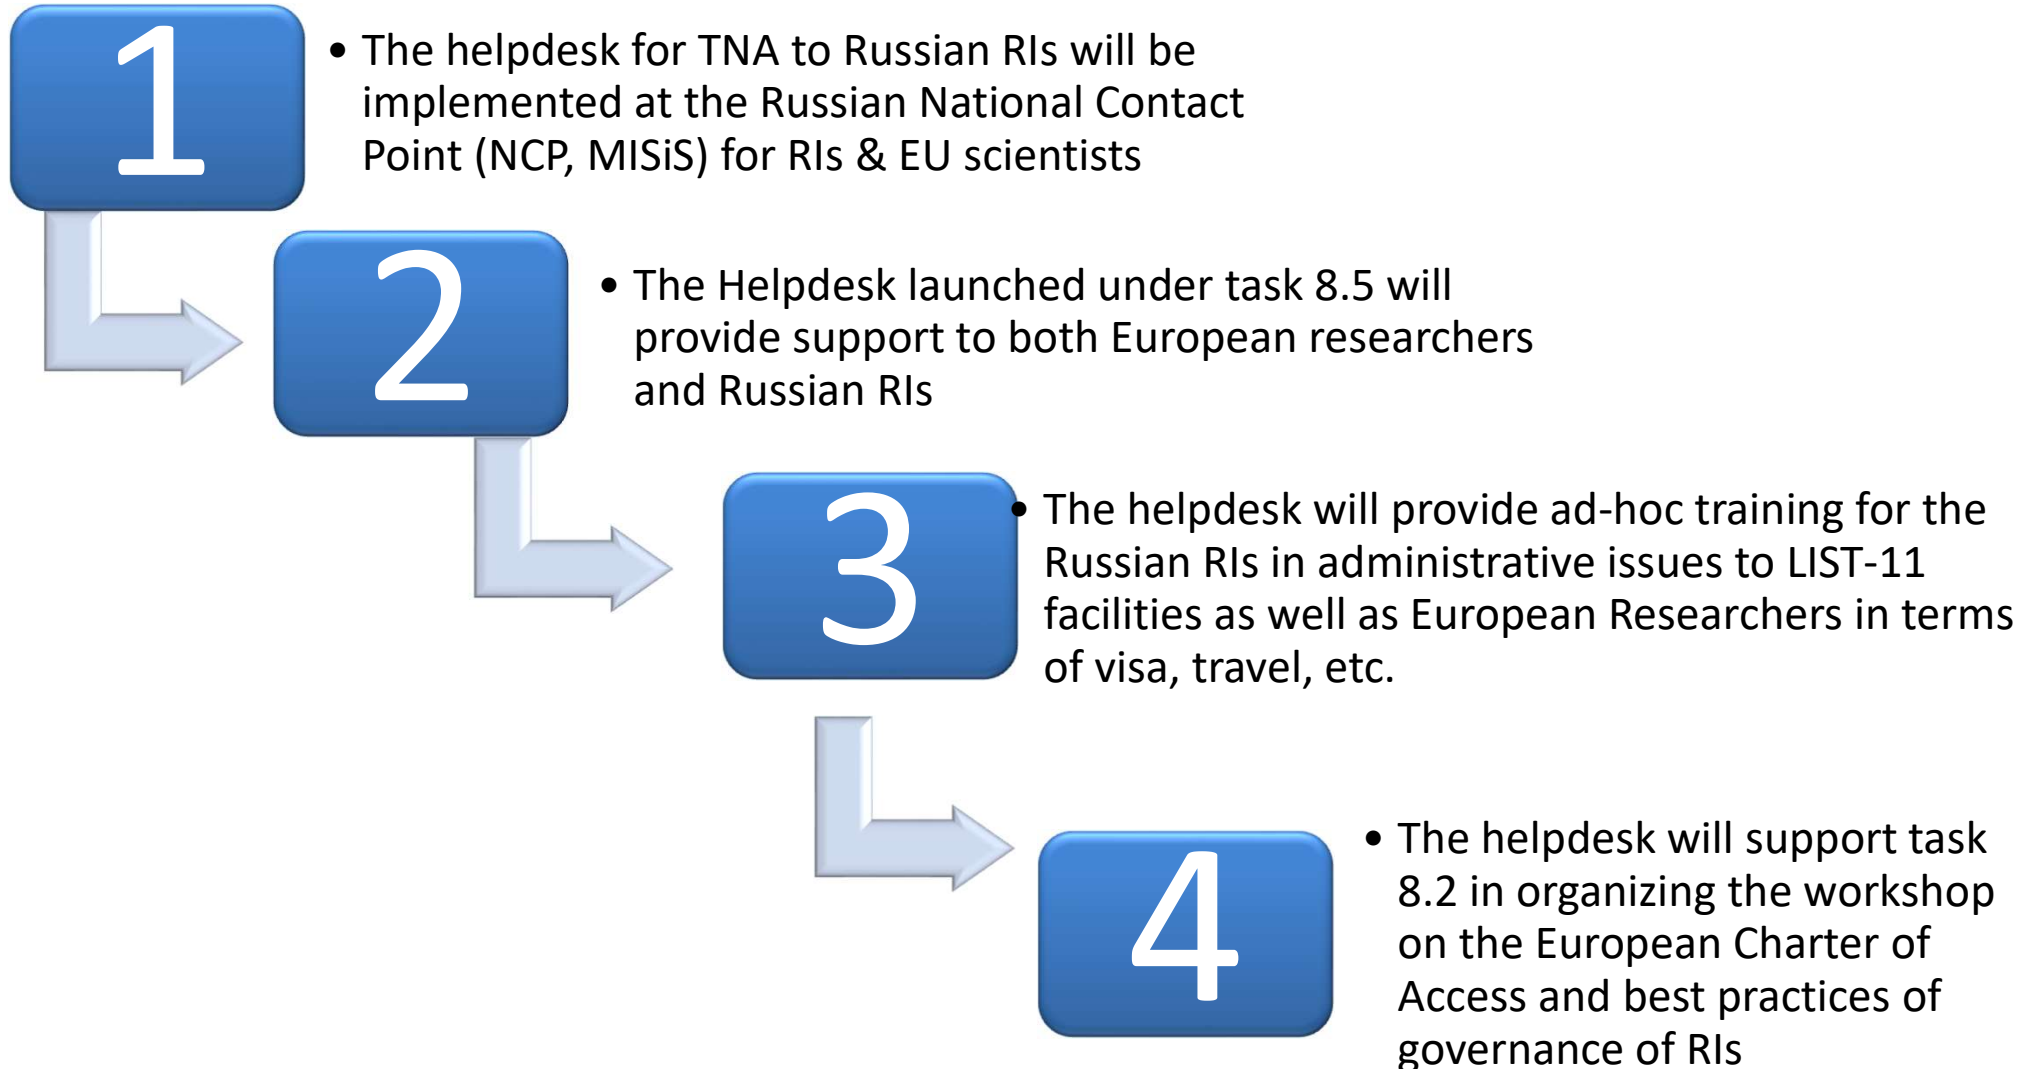 1
• The helpdesk for TNA to Russian RIs will be
implemented at the Russian National Contact
Point (NCP, MISiS) for RIs & EU scientists
2
• The Helpdesk launched under task 8.5 will
provide support to both European researchers
and Russian RIs
3
• The helpdesk will provide ad-hoc training for the
Russian RIs in administrative issues to LIST-11
facilities as well as European Researchers in terms
of visa, travel, etc.
4
• The helpdesk will support task
8.2 in organizing the workshop
on the European Charter of
Access and best practices of
governance of RIs